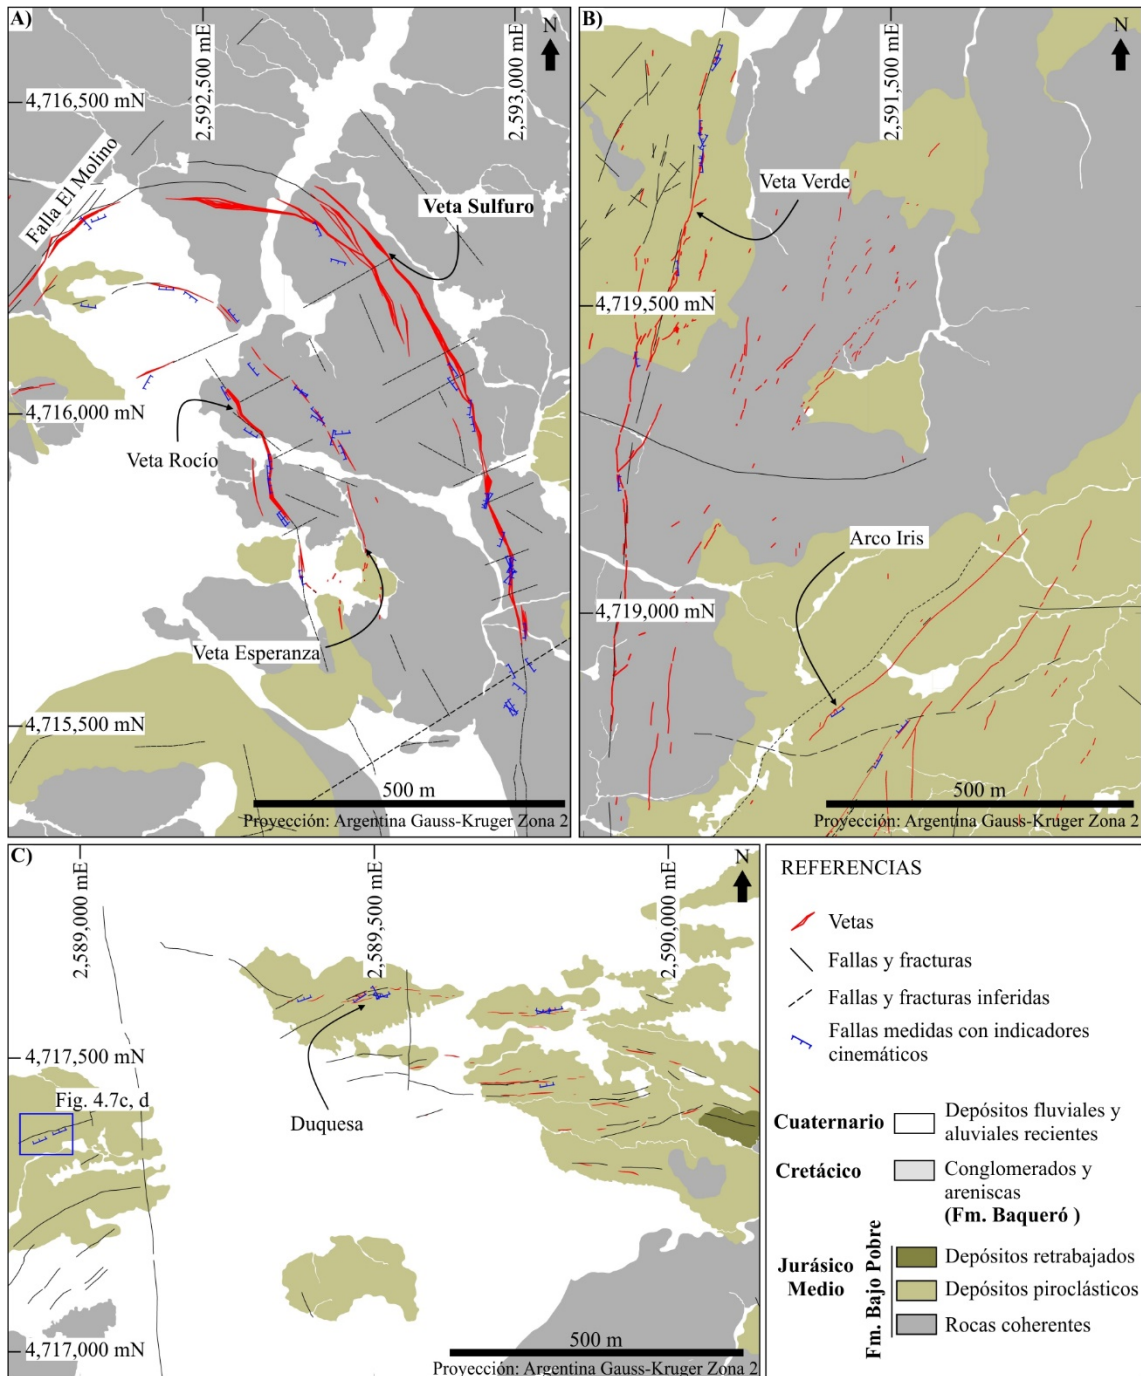 A)
2,592,500 mE
2,593,000 mE
N
4,716,500 mN
Falla El Molino
Veta Sulfuro
4,716,000 mN
Veta Rocío
Veta Esperanza
4,715,500 mN
500 m
Proyección: Argentina Gauss-Kruger Zona 2
B)
2,591,500 mE
N
Veta Verde
4,719,500 mN
Arco Iris
4,719,000 mN
500 m
Proyección: Argentina Gauss-Kruger Zona 2
C)
2,589,000 mE
2,589,500 mE
2,590,000 mE
N
4,717,500 mN
Fig. 4.7c, d
Duquesa
4,717,000 mN
500 m
Proyección: Argentina Gauss-Kruger Zona 2
REFERENCIAS
Vetas
Fallas y fracturas
Fallas y fracturas inferidas
Fallas medidas con indicadores
cinemáticos
Cuaternario
Depósitos fluviales y
aluviales recientes
Cretácico
Conglomerados y
areniscas
(Fm. Baqueró )
Jurásico
Medio
Fm. Bajo Pobre
Depósitos retrabajados
Depósitos piroclásticos
Rocas coherentes